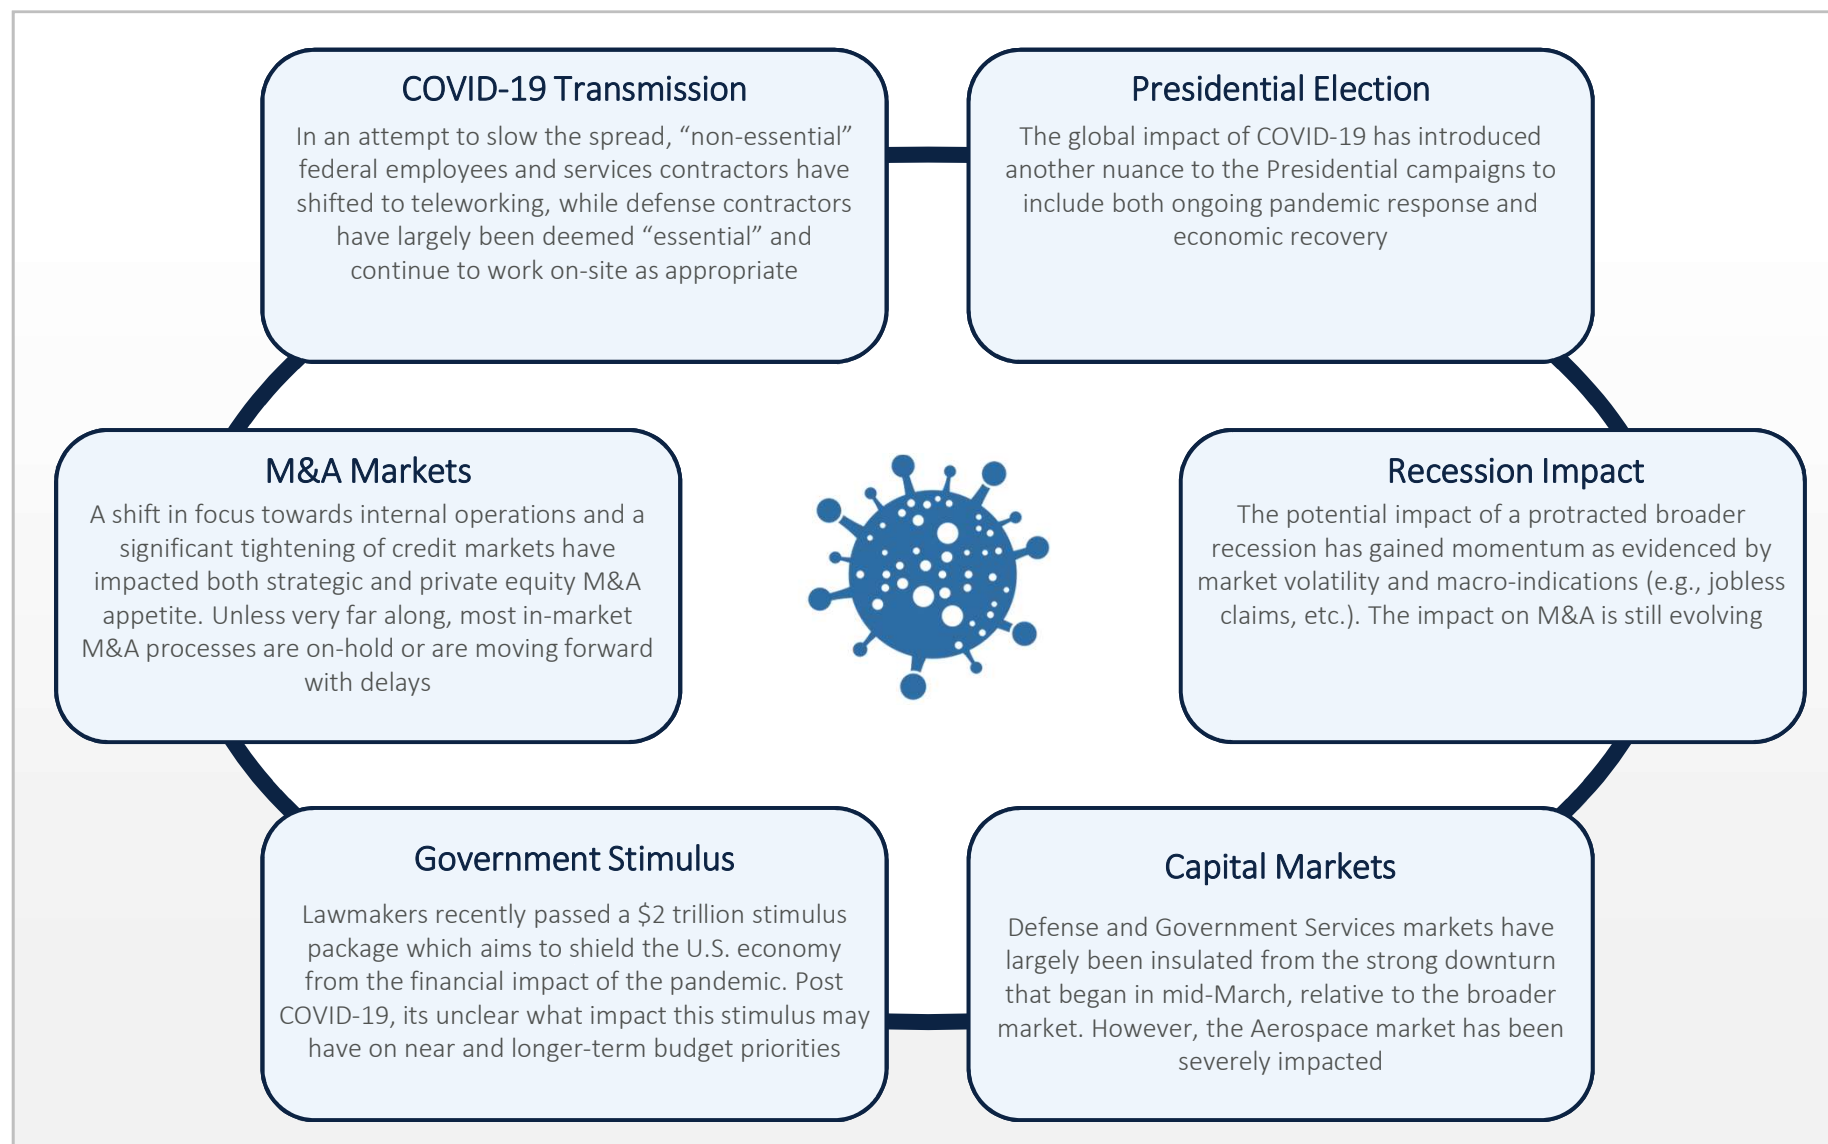 COVID-19 Transmission
In an attempt to slow the spread, “non-essential”
federal employees and services contractors have
shifted to teleworking, while defense contractors
have largely been deemed “essential” and
continue to work on-site as appropriate
Presidential Election
The global impact of COVID-19 has introduced
another nuance to the Presidential campaigns to
include both ongoing pandemic response and
economic recovery
M&A Markets
A shift in focus towards internal operations and a
significant tightening of credit markets have
impacted both strategic and private equity M&A
appetite. Unless very far along, most in-market
M&A processes are on-hold or are moving forward
with delays
Recession Impact
The potential impact of a protracted broader
recession has gained momentum as evidenced by
market volatility and macro-indications (e.g., jobless
claims, etc.). The impact on M&A is still evolving
Government Stimulus
Lawmakers recently passed a $2 trillion stimulus
package which aims to shield the U.S. economy
from the financial impact of the pandemic. Post
COVID-19, its unclear what impact this stimulus may
have on near and longer-term budget priorities
Capital Markets
Defense and Government Services markets have
largely been insulated from the strong downturn
that began in mid-March, relative to the broader
market. However, the Aerospace market has been
severely impacted